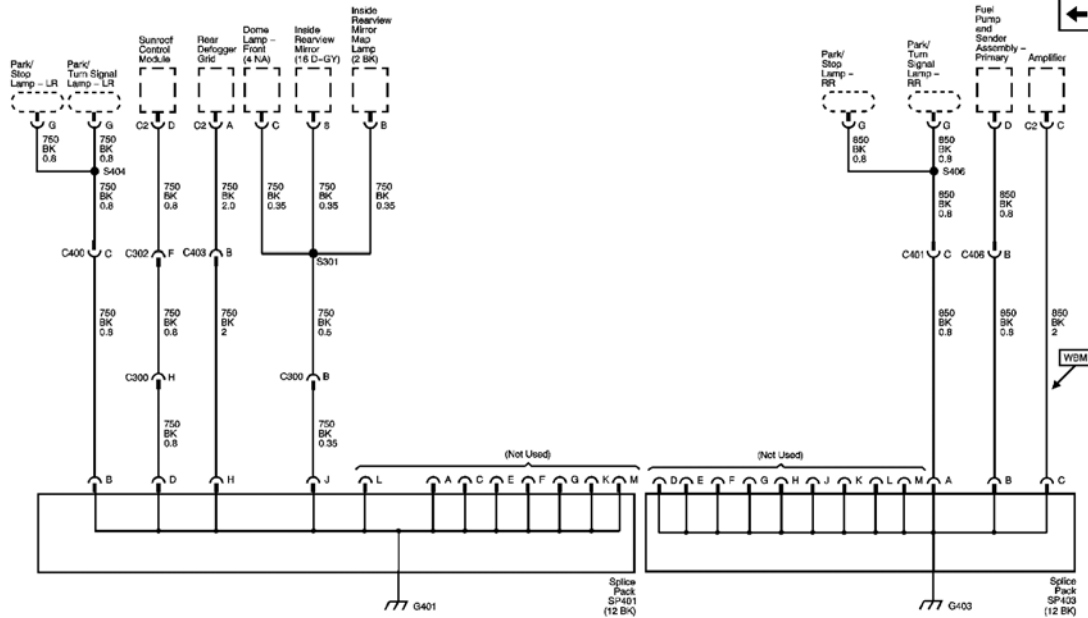 Park/
Stop
Lamp – LR
Park/
Turn Signal
Lamp – LR
Sunroof
Control
Module
Rear
Defogger
Grid
Dome
Lamp –
Front
(4 NA)
Inside
Rearview
Mirror
(16 D–GY)
Inside
Rearview
Mirror
Map
Lamp
(2 BK)
Park/
Stop
Lamp –
RR
Park/
Turn
Signal
Lamp –
RR
Fuel
Pump
and
Sender
Assembly –
Primary
Amplifier
G
G
C2 D
C2 A
C
8
B
G
G
D
C2 C
750
BK
0.8
750
BK
0.8
850
BK
0.8
850
BK
0.8
S404
S406
750
BK
0.8
750
BK
0.8
750
BK
2.0
750
BK
0.35
750
BK
0.35
750
BK
0.35
850
BK
0.8
850
BK
0.8
C400 C
C302 F
C403 B
S301
C401 C
C406 B
750
BK
0.8
750
BK
0.8
750
BK
2
750
BK
0.5
850
BK
0.8
850
BK
0.8
850
BK
2
WBM
C300 H
C300 B
750
BK
0.8
750
BK
0.35
(Not Used)
(Not Used)
B D H J L A C E F G K M
D E F G H J K L M A B C
Splice
Pack
SP401
(12 BK)
Splice
Pack
SP403
(12 BK)
G401
G403